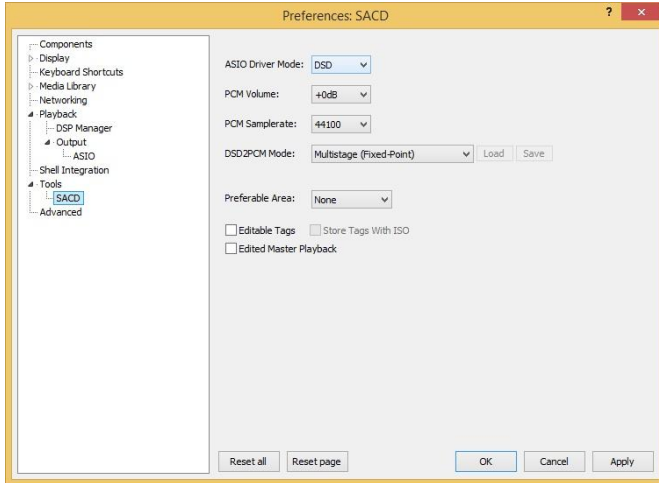 Preferences: SACD
?
x
Components
Display
Keyboard Shortcuts
Media Library
Networking
Playback
DSP Manager
Output
ASIO
Shell Integration
Tools
SACD
Advanced
ASIO Driver Mode: DSD
PCM Volume: +0dB
PCM Samplerate: 44100
DSD2PCM Mode: Multistage (Fixed-Point) Load Save
Preferable Area: None
Editable Tags Store Tags With ISO
Edited Master Playback
Reset all Reset page OK Cancel Apply